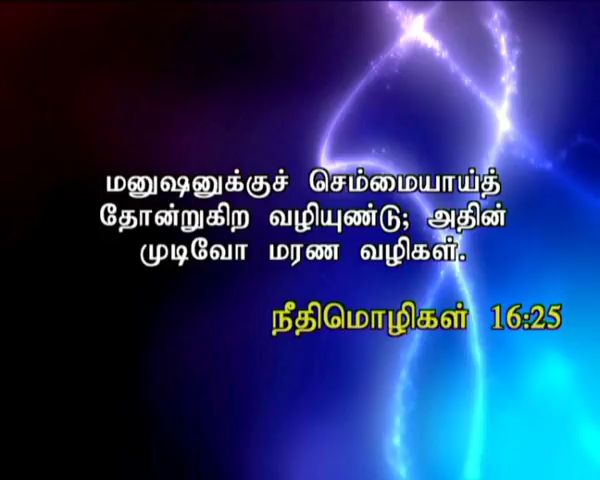 மனுஷனுக்குச் செம்மையாய்த்
தோன்றுகிற வழியுண்டு; அதின்
முடிவோ மரண வழிகள்.
நீதிமொழிகள் 16:25